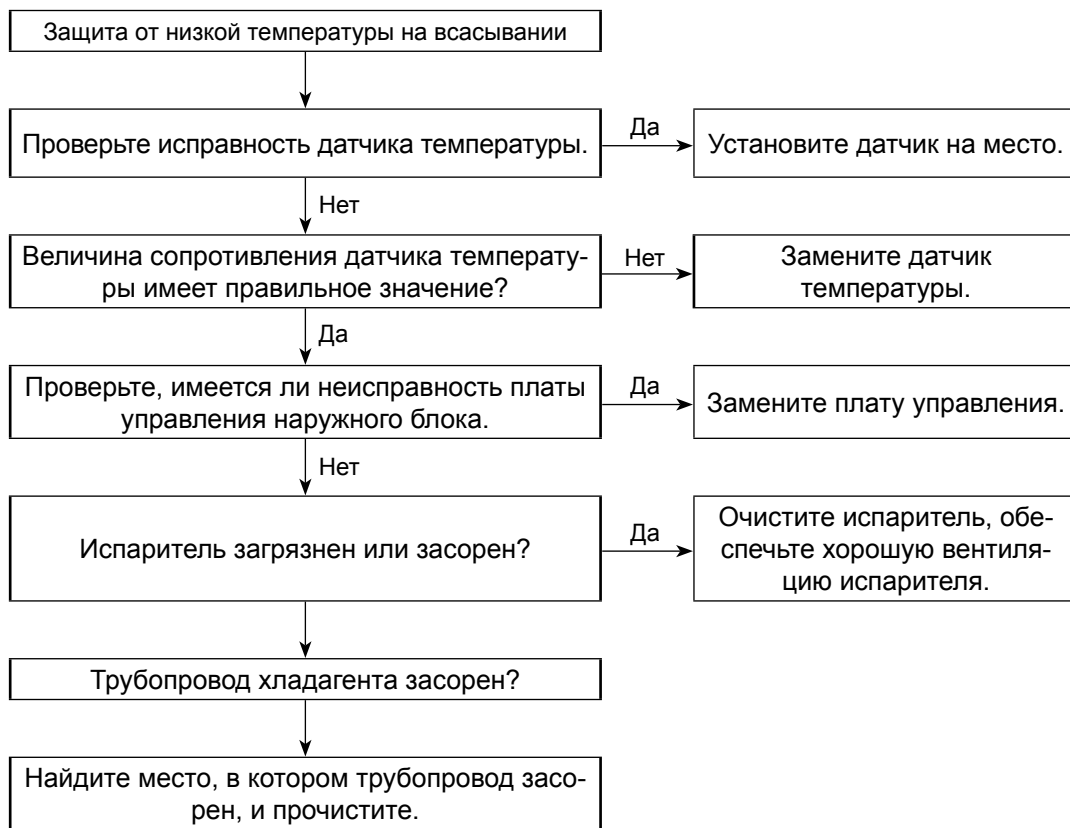 Защита от низкой температуры на всасывании
Проверьте исправность датчика температуры.
Да
Установите датчик на место.
Нет
Величина сопротивления датчика температу-
ры имеет правильное значение?
Нет
Замените датчик
температуры.
Да
Проверьте, имеется ли неисправность платы
управления наружного блока.
Да
Замените плату управления.
Нет
Испаритель загрязнен или засорен?
Да
Очистите испаритель, обе-
спечьте хорошую вентиля-
цию испарителя.
Трубопровод хладагента засорен?
Найдите место, в котором трубопровод засо-
рен, и прочистите.